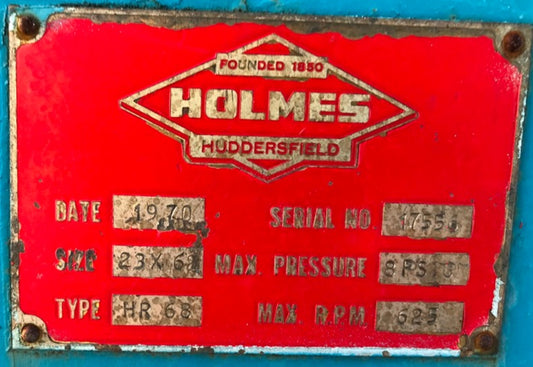 FOUNDED 1850
HOLMES
HUDDERSFIELD
DATE 1970 SERIAL NO.
SIZE MAX. PRESSURE
TYPE HR 68 MAX. R.P.M. 625